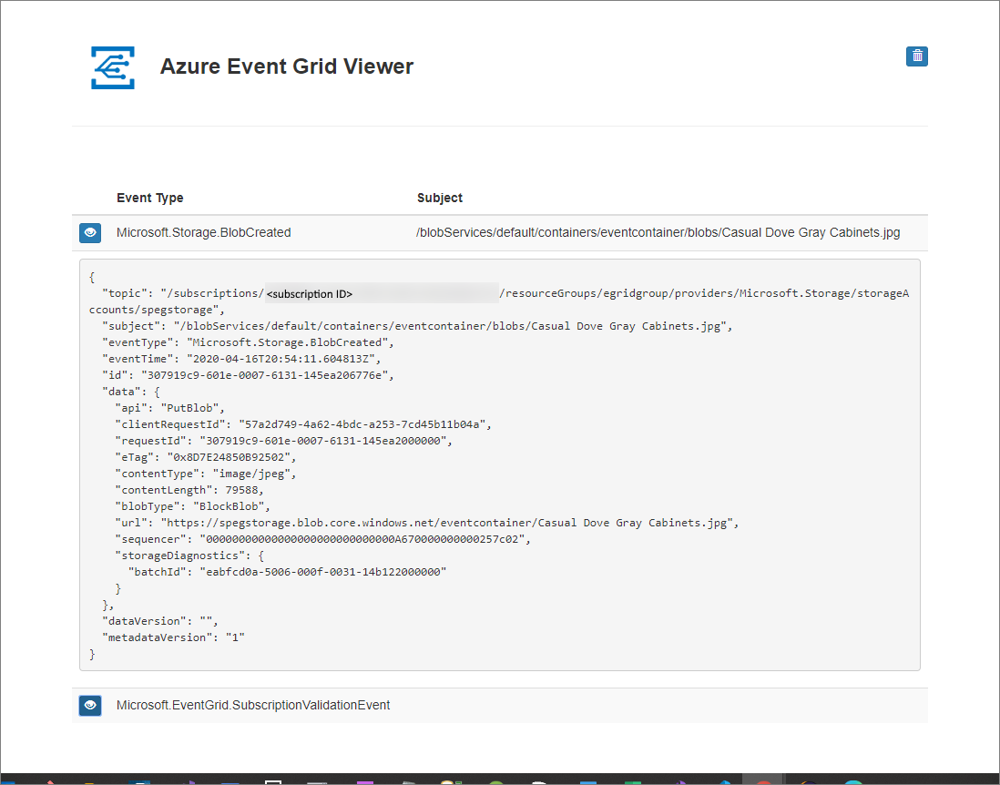 Azure Event Grid Viewer
Event Type Subject
Microsoft.Storage.BlobCreated /blobServices/default/containers/eventcontainer/blobs/Casual Dove Gray Cabinets.jpg
{
"topic": "/subscriptions/<subscription ID>/resourceGroups/egridgroup/providers/Microsoft.Storage/storageA
ccounts/spegstorage",
"subject": "/blobServices/default/containers/eventcontainer/blobs/Casual Dove Gray Cabinets.jpg",
"eventType": "Microsoft.Storage.BlobCreated",
"eventTime": "2020-04-16T20:54:11.604813Z",
"id": "307919c9-601e-0007-6131-145ea206776e",
"data": {
"api": "PutBlob",
"clientRequestId": "57a2d749-4a62-4bdc-a253-7cd45b11b04a",
"requestId": "307919c9-601e-0007-6131-145ea2000000",
"eTag": "0x8D7E24850B92502",
"contentType": "image/jpeg",
"contentLength": 79588,
"blobType": "BlockBlob",
"url": "https://spegstorage.blob.core.windows.net/eventcontainer/Casual Dove Gray Cabinets.jpg",
"sequencer": "00000000000000000000000000000A670000000000257c02",
"storageDiagnostics": {
"batchId": "eabfcd0a-5006-000f-0031-14b122000000"
}
},
"dataVersion": "",
"metadataVersion": "1"
}
Microsoft.EventGrid.SubscriptionValidationEvent